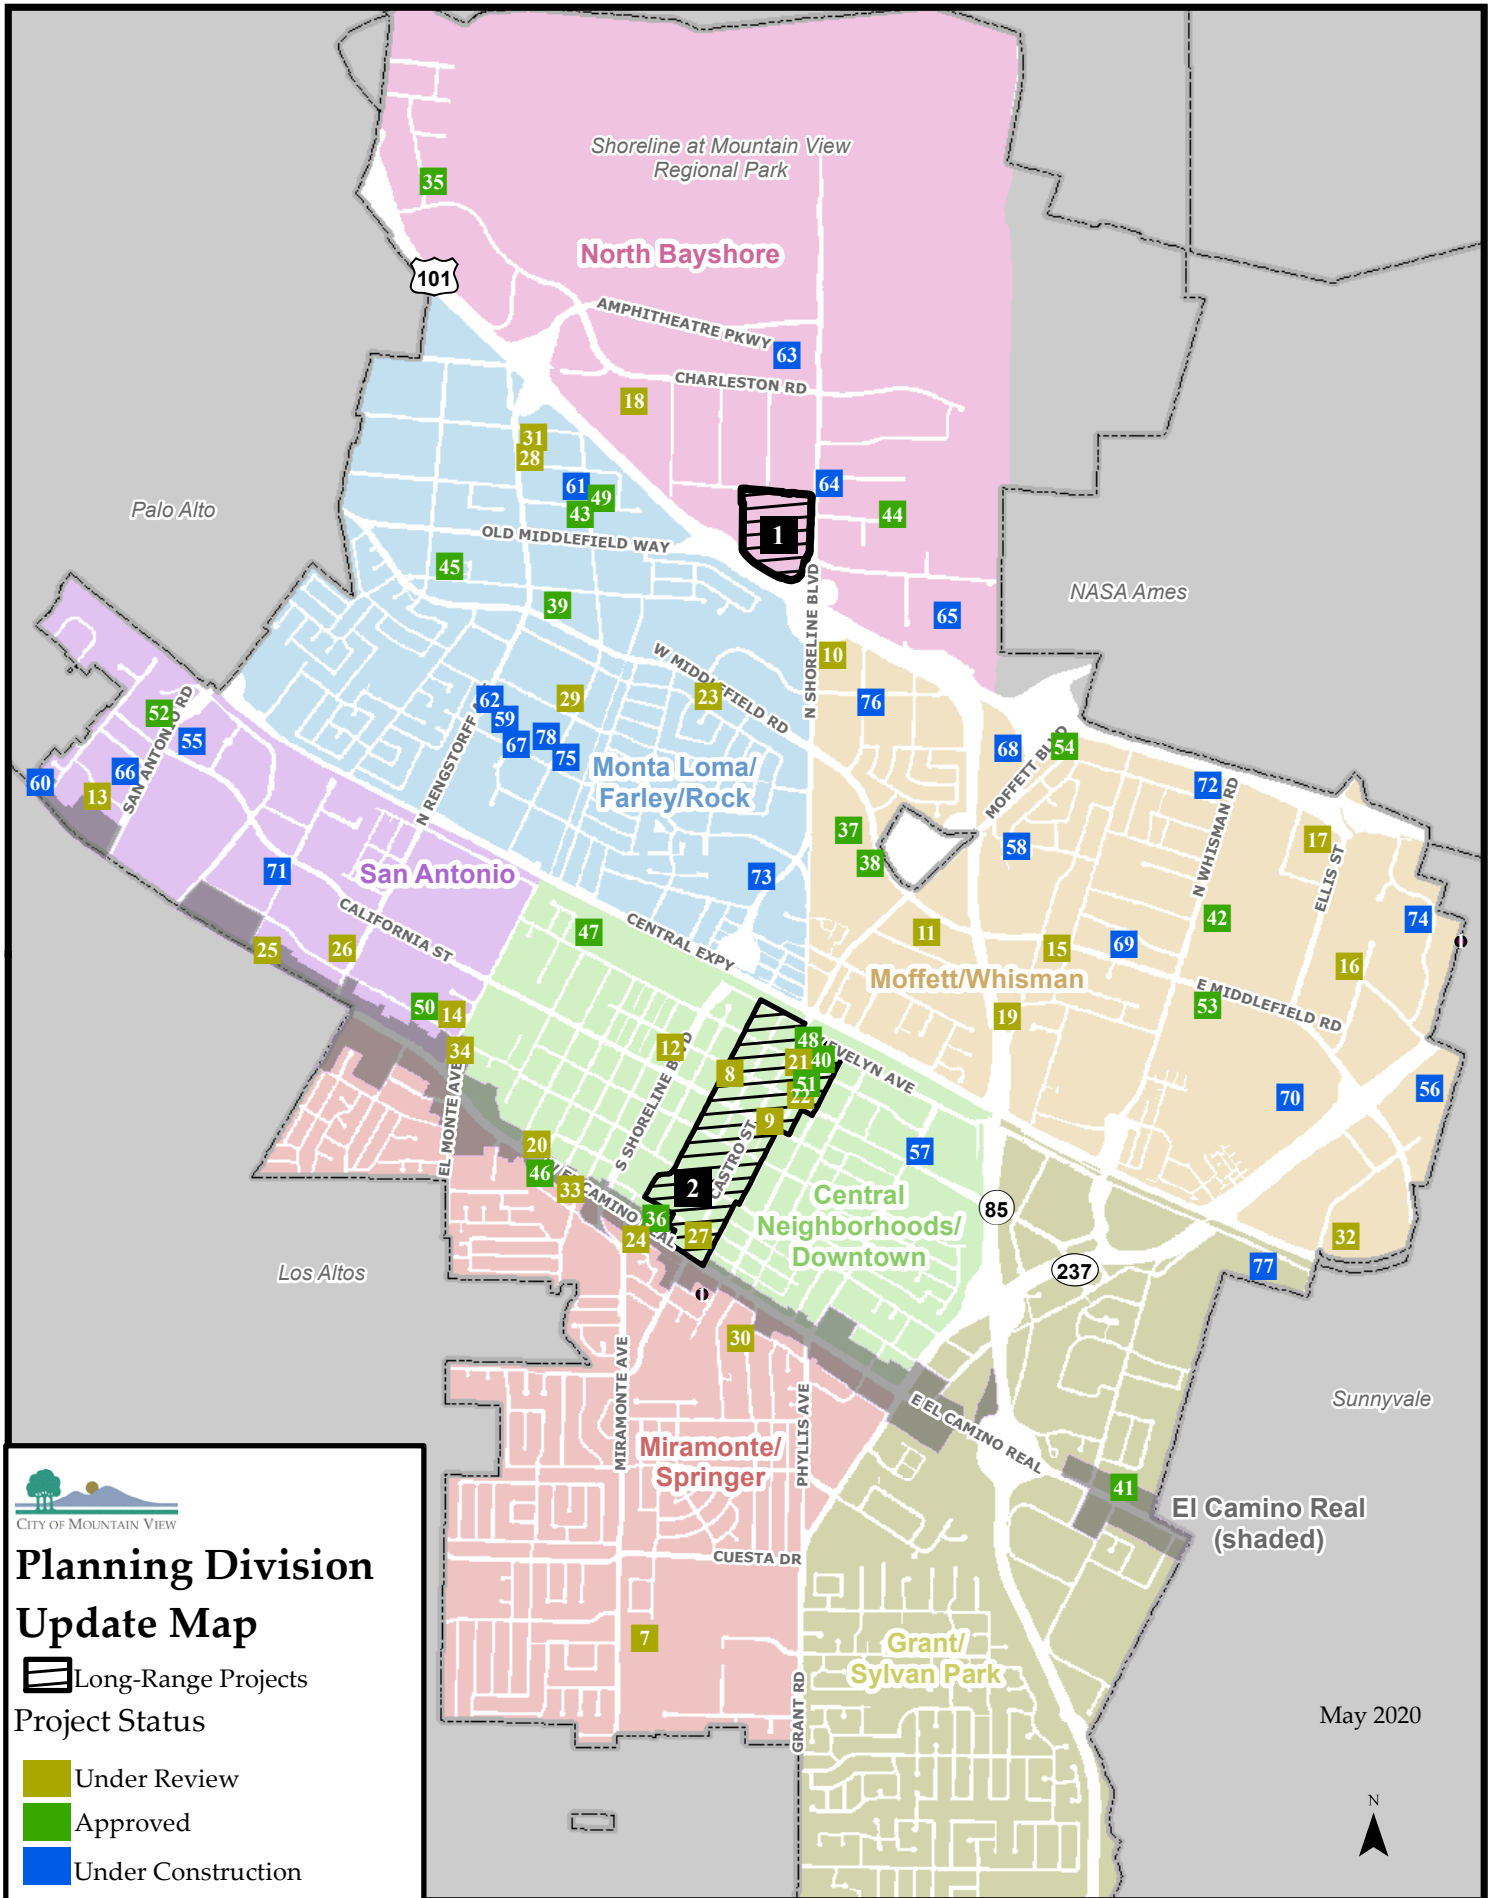 Shoreline at Mountain View
Regional Park
35
North Bayshore
101
AMPHITHEATRE PKWY
63
CHARLESTON RD
18
31
28
61
49
43
64
44
Palo Alto
1
OLD MIDDLEFIELD WAY
45
39
NASA Ames
65
N SHORELINE BLVD
10
W MIDDLEFIELD RD
23
29
62
59
67
78
75
N RENGSTORFF A
76
52
SAN ANTONIO RD
55
66
60
13
68
54
MOFFETT BLVD
72
N WHISMAN RD
Monta Loma/
Farley/Rock
37
38
58
17
ELLIS ST
71
San Antonio
73
CALIFORNIA ST
47
CENTRAL EXPY
11
15
69
42
74
25
26
Moffett/Whisman
16
E MIDDLEFIELD RD
53
50
14
19
34
12
48
21
40
EVELYN AVE
8
51
22
9
S SHORELINE BLVD
CASTRO ST
EL MONTE AVE
70
56
57
20
46
33
2
36
24
27
EL CAMINO REAL
Central
Neighborhoods/
Downtown
85
237
32
77
Los Altos
30
MIRAMONTE AVE
PHYLLIS AVE
E EL CAMINO REAL
Sunnyvale
Miramonte/
Springer
41
El Camino Real
(shaded)
CUESTA DR
7
Grant/
Sylvan Park
GRANT RD
CITY OF MOUNTAIN VIEW
Planning Division
Update Map
Long-Range Projects
Project Status
Under Review
Approved
Under Construction
May 2020
N